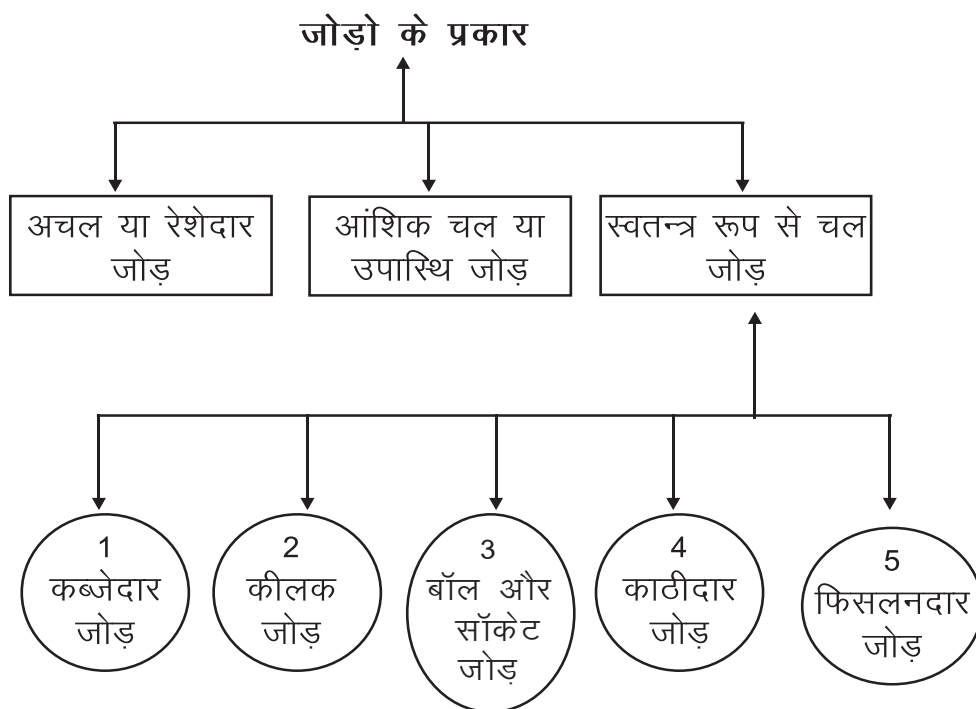 जोड़ो के प्रकार
अचल या रेशेदार
जोड़
आंशिक चल या
उपास्थि जोड़
स्वतन्त्र रूप से चल
जोड़
1
कब्जेदार
जोड़
2
कीलक
जोड़
3
बॉल और
सॉकेट
जोड़
4
काठीदार
जोड़
5
फिसलनदार
जोड़